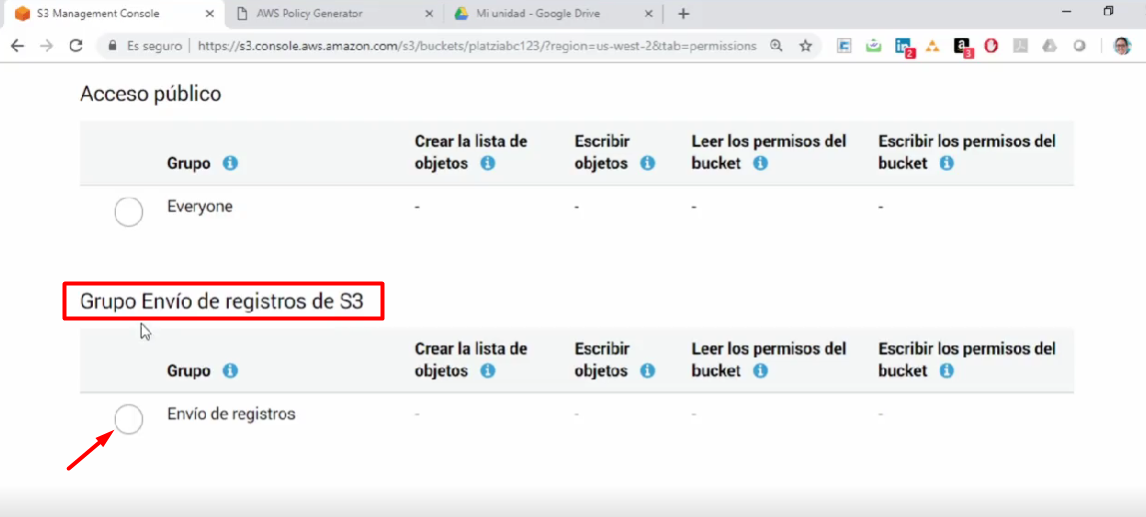 S3 Management Console
AWS Policy Generator
Mi unidad - Google Drive
Es seguro | https://s3.console.aws.amazon.com/s3/buckets/platziabc123/?region=us-west-2&tab=permissions
2
a
3
Acceso público
Grupo
Crear la lista de objetos
Escribir objetos
Leer los permisos del bucket
Escribir los permisos del bucket
Everyone - - - -
Grupo Envío de registros de S3
Grupo
Crear la lista de objetos
Escribir objetos
Leer los permisos del bucket
Escribir los permisos del bucket
Envío de registros - - - -